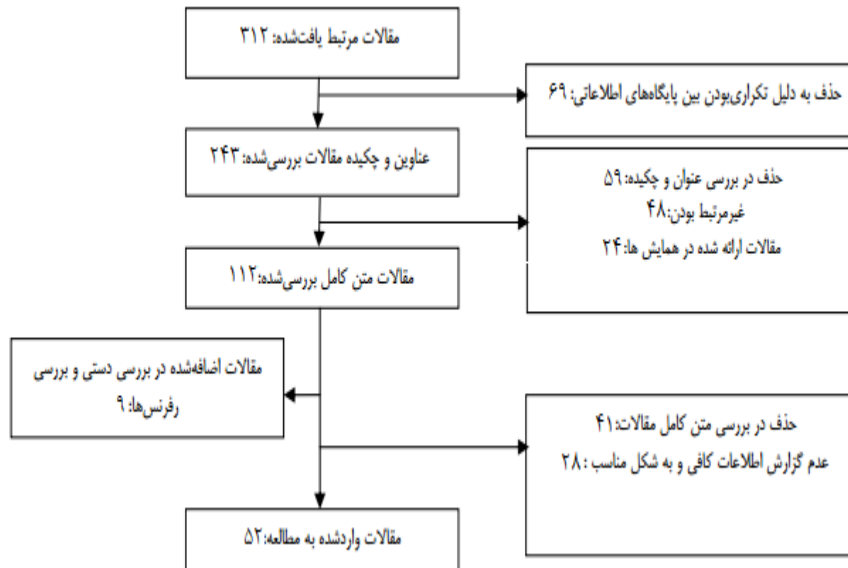 مقالات مرتبط یافت‌شده: ۳۱۲
حذف به دلیل تکراری‌بودن بین پایگاه‌های اطلاعاتی: ۶۹
عناوین و چکیده مقالات بررسی‌شده: ۲۴۳
حذف در بررسی عنوان و چکیده: ۵۹
غیرمرتبط بودن:۴۸
مقالات ارائه شده در همایش ها:۲۴
مقالات متن کامل بررسی‌شده: ۱۱۲
مقالات اضافه‌شده در بررسی دستی و بررسی
رفرنس‌ها: ۹
حذف در بررسی متن کامل مقالات:۴۱
عدم گزارش اطلاعات کافی و به شکل مناسب : ۲۸
مقالات واردشده به مطالعه:۵۲